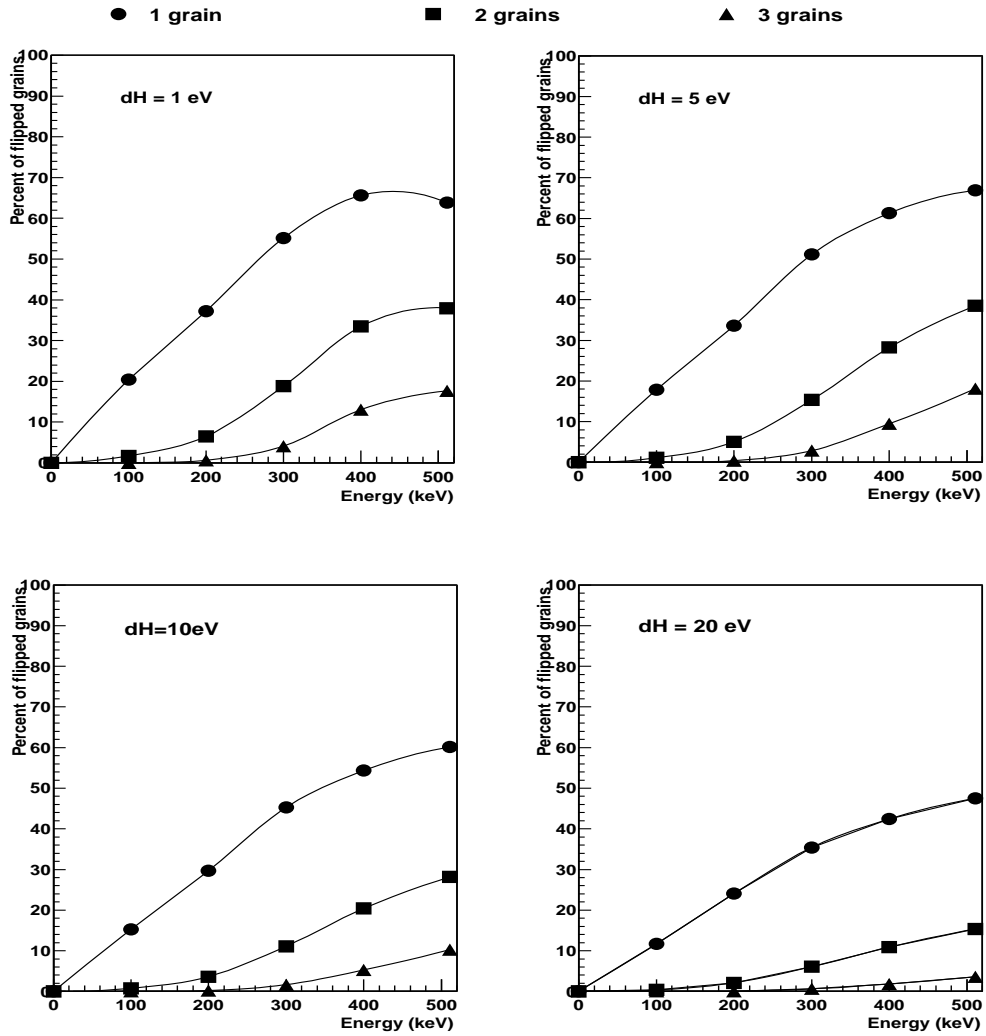 1 grain 2 grains 3 grains
Percent of flipped grains
100
90
80
70
60
50
40
30
20
10
0
dH = 1 eV
0 100 200 300 400 500
Energy (keV)
Percent of flipped grains
100
90
80
70
60
50
40
30
20
10
0
dH = 5 eV
0 100 200 300 400 500
Energy (keV)
Percent of flipped grains
100
90
80
70
60
50
40
30
20
10
0
dH=10eV
0 100 200 300 400 500
Energy (keV)
Percent of flipped grains
100
90
80
70
60
50
40
30
20
10
0
dH = 20 eV
0 100 200 300 400 500
Energy (keV)